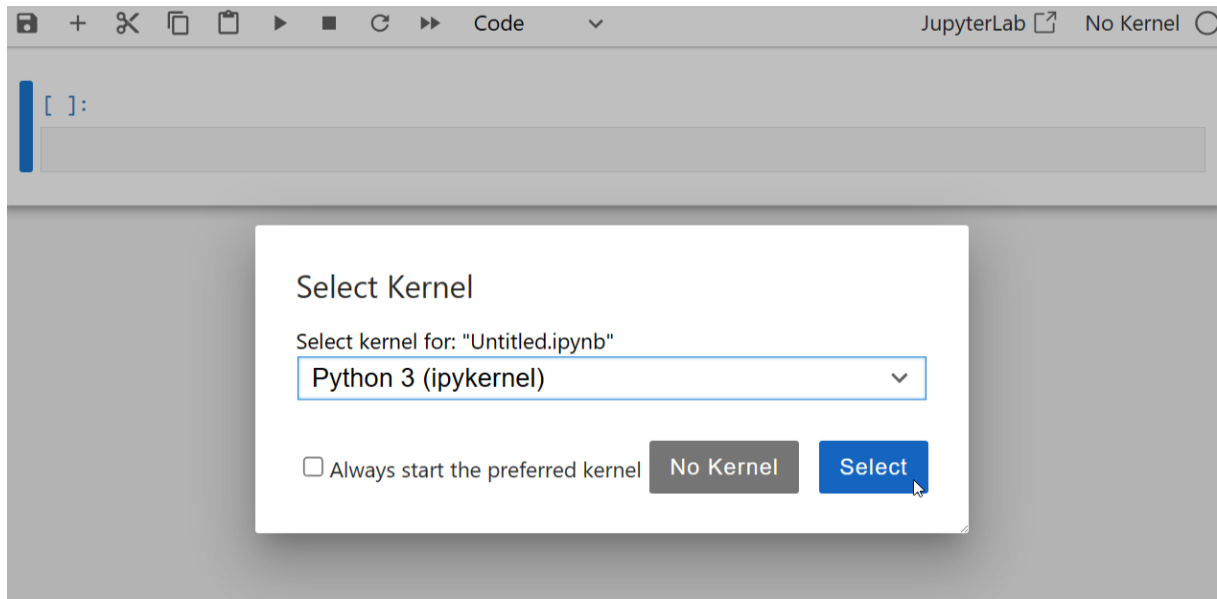 Code JupyterLab No Kernel
[ ]:
Select Kernel
Select kernel for: "Untitled.ipynb"
Python 3 (ipykernel)
Always start the preferred kernel No Kernel Select